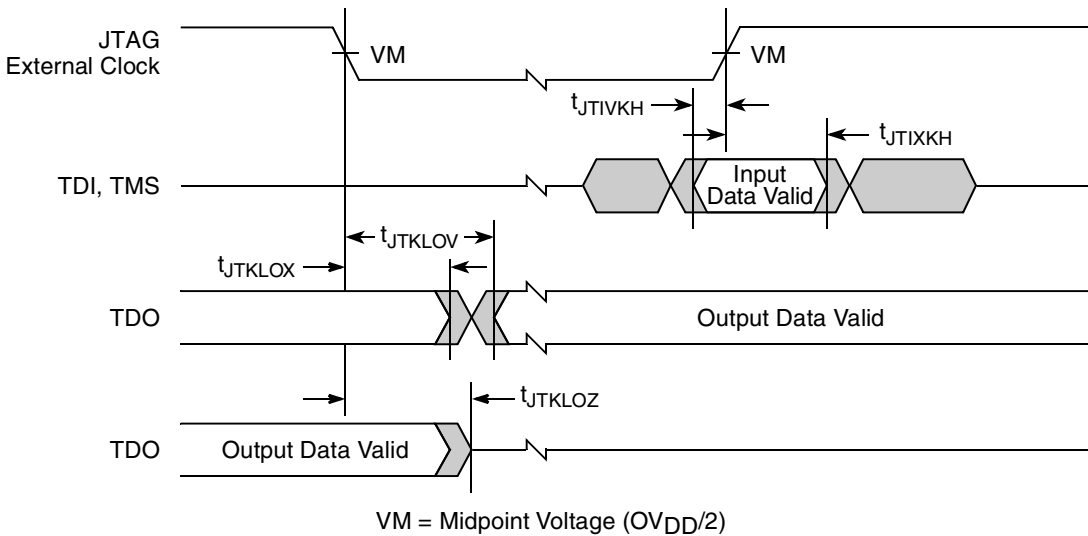 JTAG
External Clock
VM
VM
tJTIVKH
tJTIXKH
TDI, TMS
Input
Data Valid
tJTKLOV
tJTKLOX
TDO
Output Data Valid
tJTKLOZ
TDO
Output Data Valid
VM = Midpoint Voltage (OVDD/2)